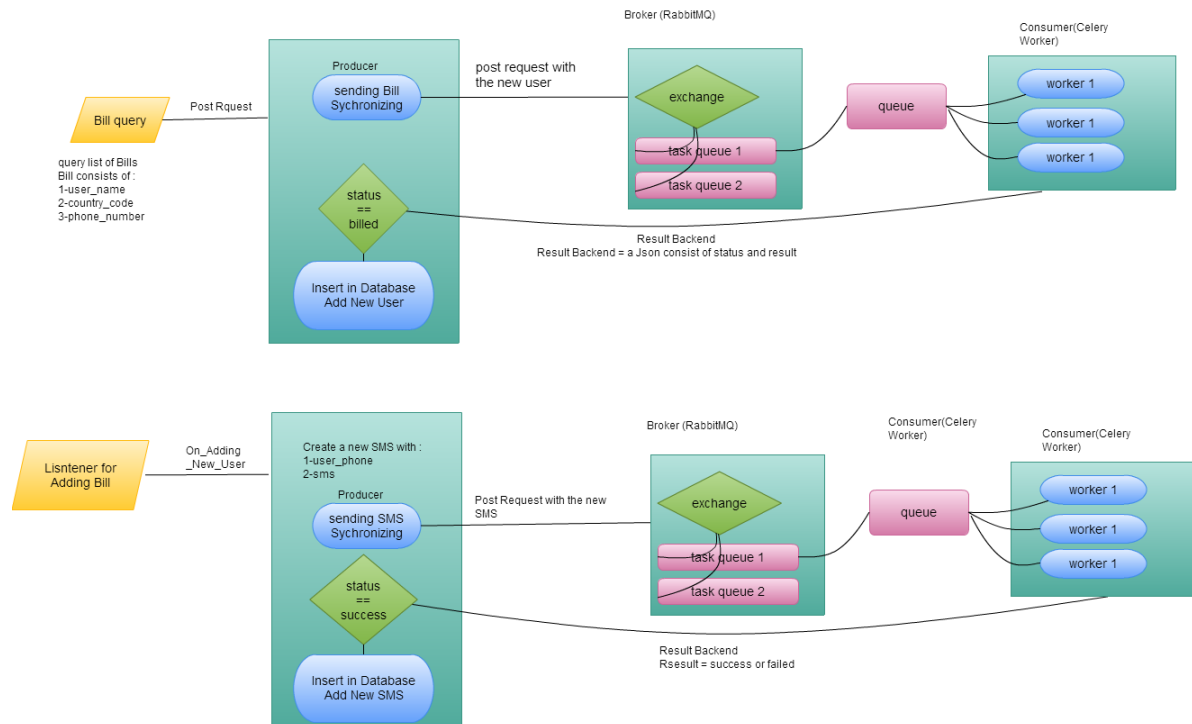 Broker (RabbitMQ)
Consumer(Celery
Worker)
Producer
sending Bill
Sychronizing
post request with
the new user
exchange
queue
worker 1
worker 1
worker 1
Post Rquest
Bill query
task queue 1
task queue 2
query list of Bills
Bill consists of :
1-user_name
2-country_code
3-phone_number
status
==
billed
Result Backend
Result Backend = a Json consist of status and result
Insert in Database
Add New User
Broker (RabbitMQ)
Consumer(Celery
Worker)
Consumer(Celery
Worker)
Lisntener for
Adding Bill
On_Adding
_New_User
Create a new SMS with :
1-user_phone
2-sms
Producer
sending SMS
Sychronizing
Post Request with the new
SMS
exchange
queue
worker 1
worker 1
worker 1
task queue 1
task queue 2
status
==
success
Result Backend
Rsesult = success or failed
Insert in Database
Add New SMS